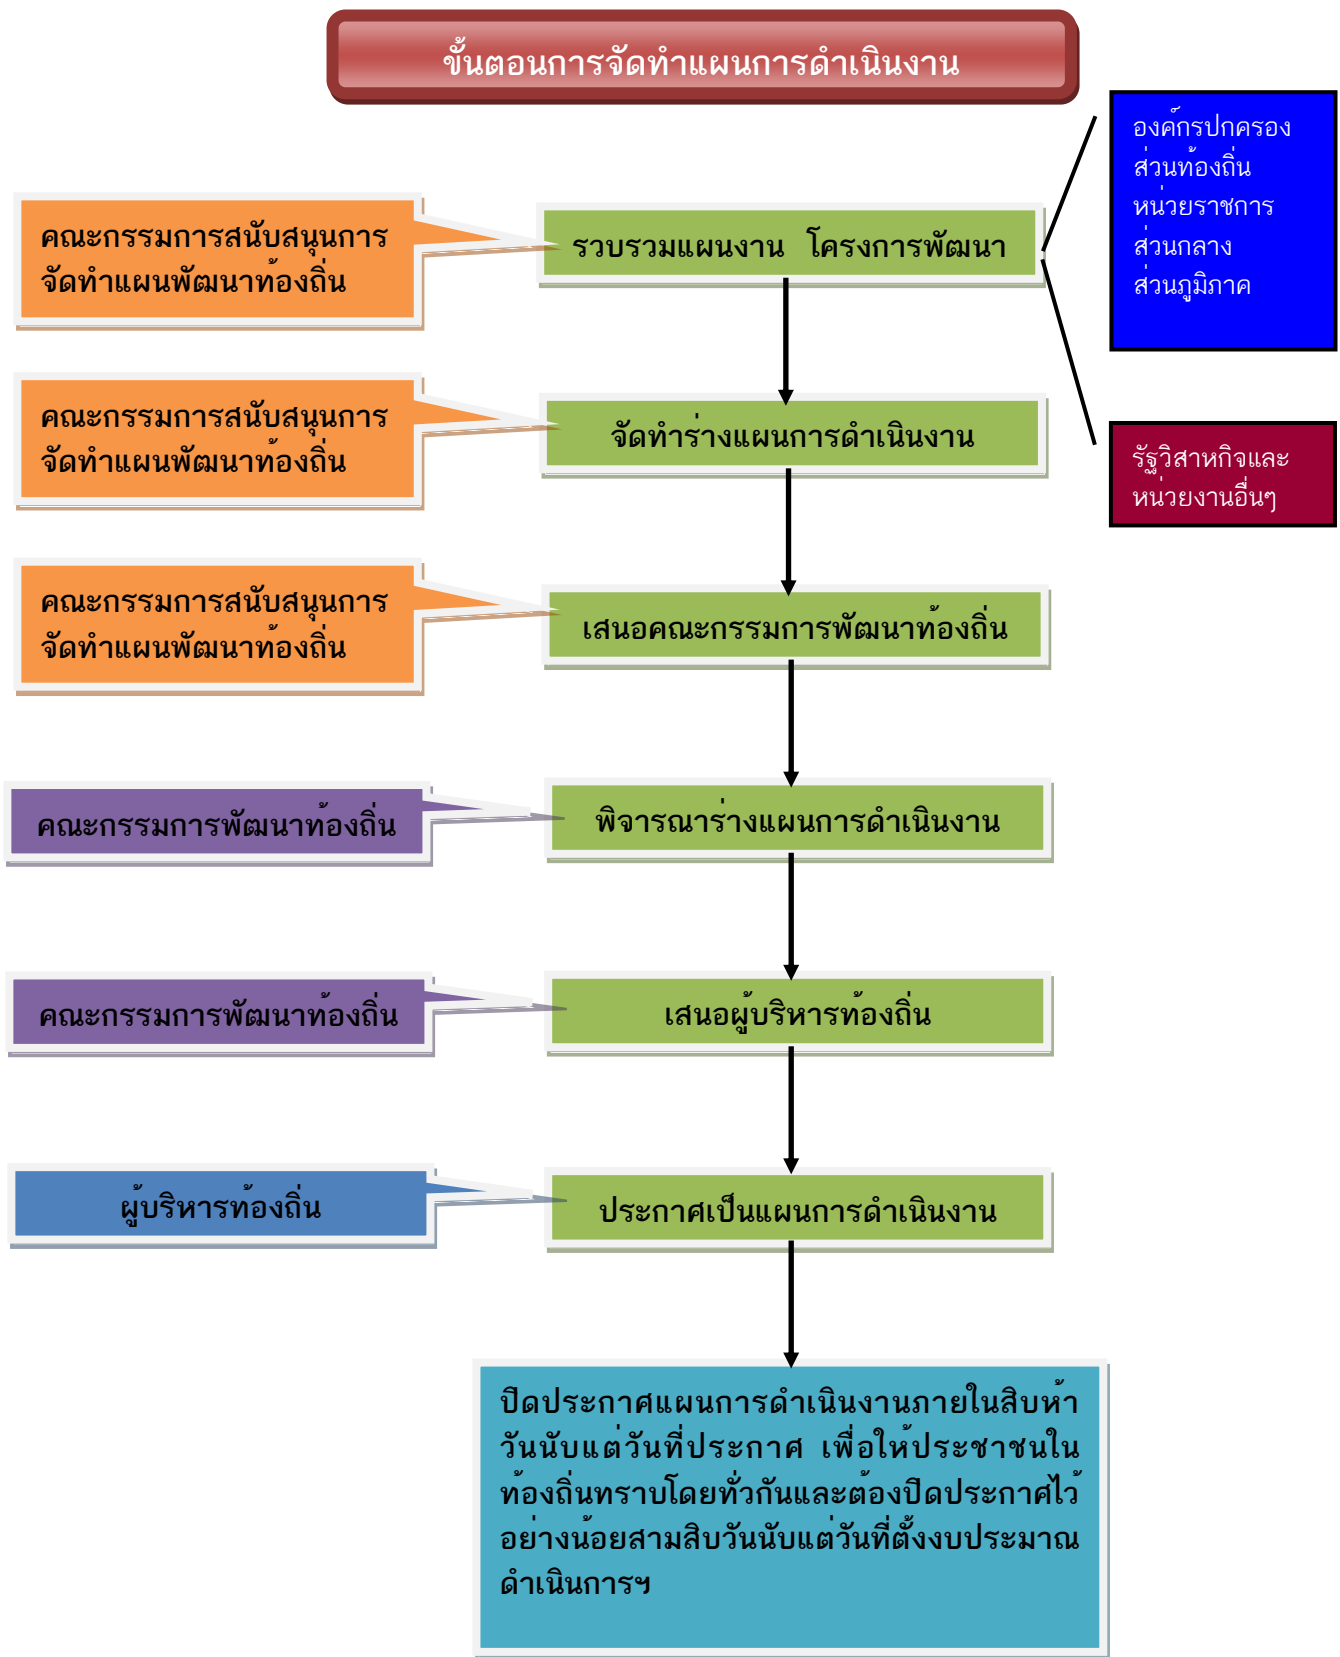 ขั้นตอนการจัดทำแผนการดำเนินงาน
องค์กรปกครอง
ส่วนท้องถิ่น
หน่วยราชการ
ส่วนกลาง
ส่วนภูมิภาค
คณะกรรมการสนับสนุนการ
จัดทำแผนพัฒนาท้องถิ่น
รวบรวมแผนงาน โครงการพัฒนา
คณะกรรมการสนับสนุนการ
จัดทำแผนพัฒนาท้องถิ่น
จัดทำร่างแผนการดำเนินงาน
รัฐวิสาหกิจและ
หน่วยงานอื่นๆ
คณะกรรมการสนับสนุนการ
จัดทำแผนพัฒนาท้องถิ่น
เสนอคณะกรรมการพัฒนาท้องถิ่น
คณะกรรมการพัฒนาท้องถิ่น
พิจารณาร่างแผนการดำเนินงาน
คณะกรรมการพัฒนาท้องถิ่น
เสนอผู้บริหารท้องถิ่น
ผู้บริหารท้องถิ่น
ประกาศเป็นแผนการดำเนินงาน
ปิดประกาศแผนการดำเนินงานภายในสิบห้า
วันนับแต่วันที่ประกาศ เพื่อให้ประชาชนใน
ท้องถิ่นทราบโดยทั่วกันและต้องปิดประกาศไว้
อย่างน้อยสามสิบวันนับแต่วันที่ตั้งงบประมาณ
ดำเนินการฯ